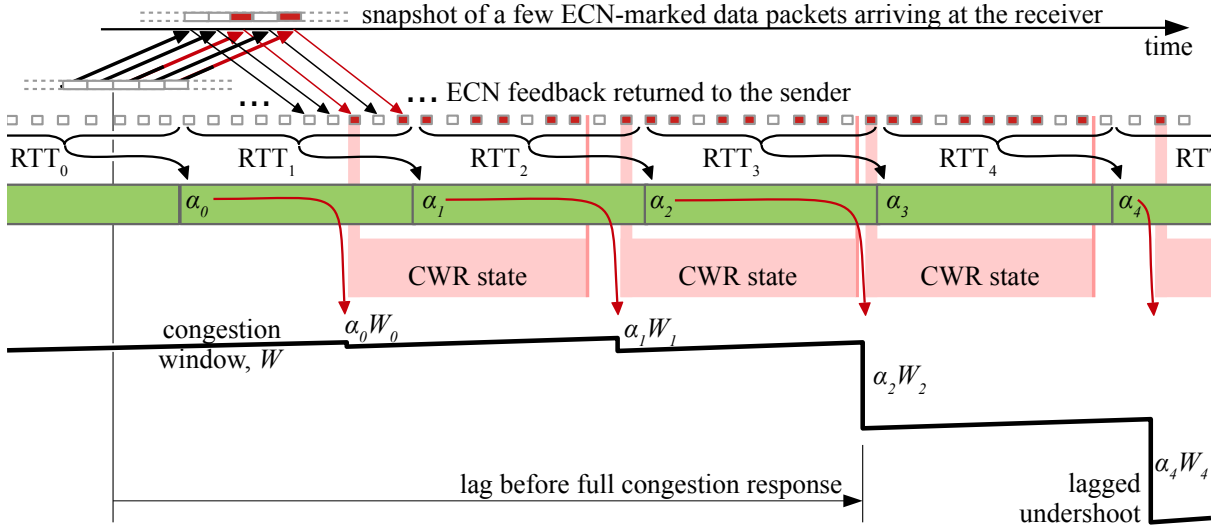 snapshot of a few ECN-marked data packets arriving at the receiver
time
... ... ECN feedback returned to the sender
RTT0 RTT1 RTT2 RTT3 RTT4 RTT
α0 α1 α2 α3 α4
CWR state CWR state CWR state
congestion
window, W
α0W0 α1W1
α2W2
α4W4
lag before full congestion response
lagged
undershoot